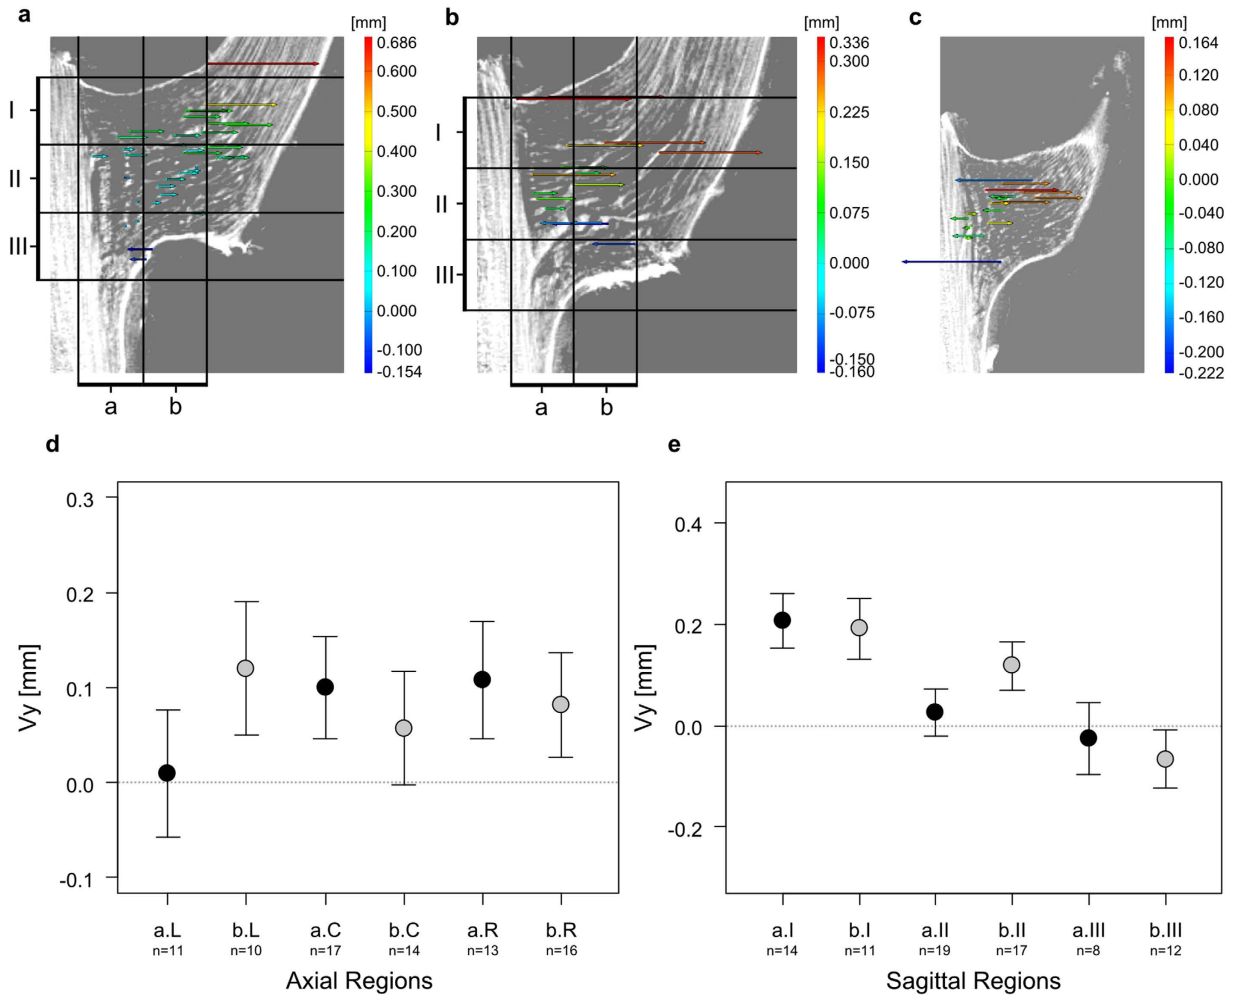 a
[mm]
0.686
0.600
0.500
0.400
0.300
0.200
0.100
0.000
-0.100
-0.154
I
II
III
a
b
b
[mm]
0.336
0.300
0.225
0.150
0.075
0.000
-0.075
-0.150
-0.160
I
II
III
a
b
c
[mm]
0.164
0.120
0.080
0.040
0.000
-0.040
-0.080
-0.120
-0.160
-0.200
-0.222
d
Vy [mm]
0.3
0.2
0.1
0.0
-0.1
a.L b.L a.C b.C a.R b.R
n=11 n=10 n=17 n=14 n=13 n=16
Axial Regions
e
Vy [mm]
0.4
0.2
0.0
-0.2
a.I b.I a.II b.II a.III b.III
n=14 n=11 n=19 n=17 n=8 n=12
Sagittal Regions